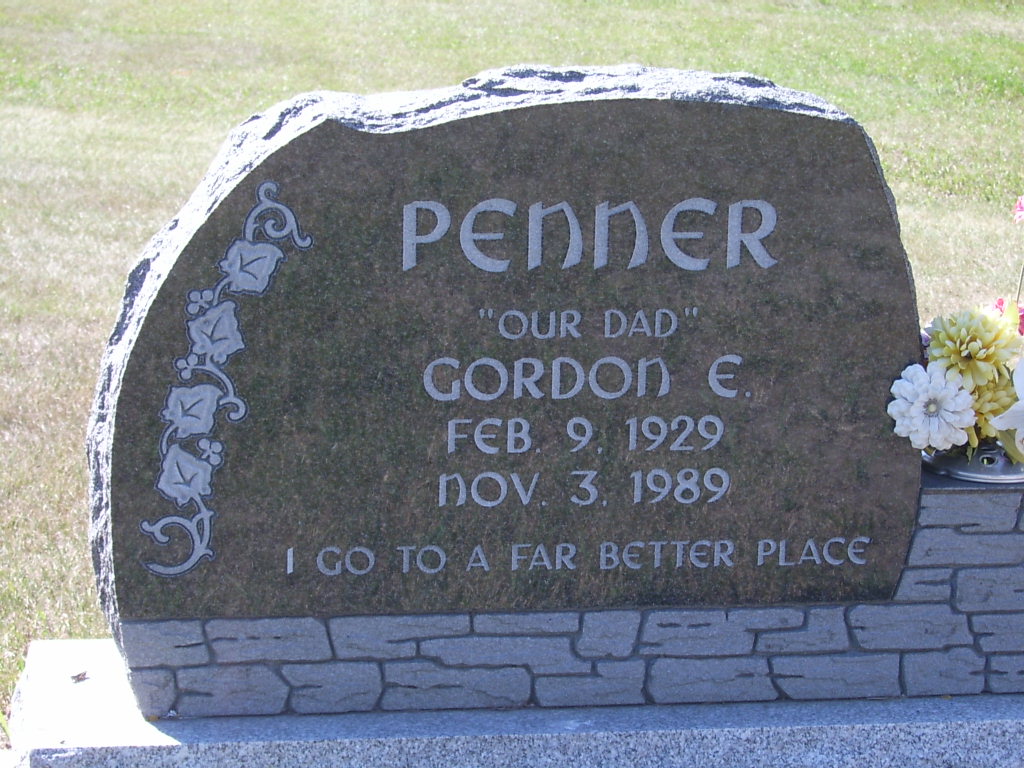 PENNER
"OUR DAD"
GORDON E.
FEB. 9, 1929
NOV. 3, 1989
I GO TO A FAR BETTER PLACE